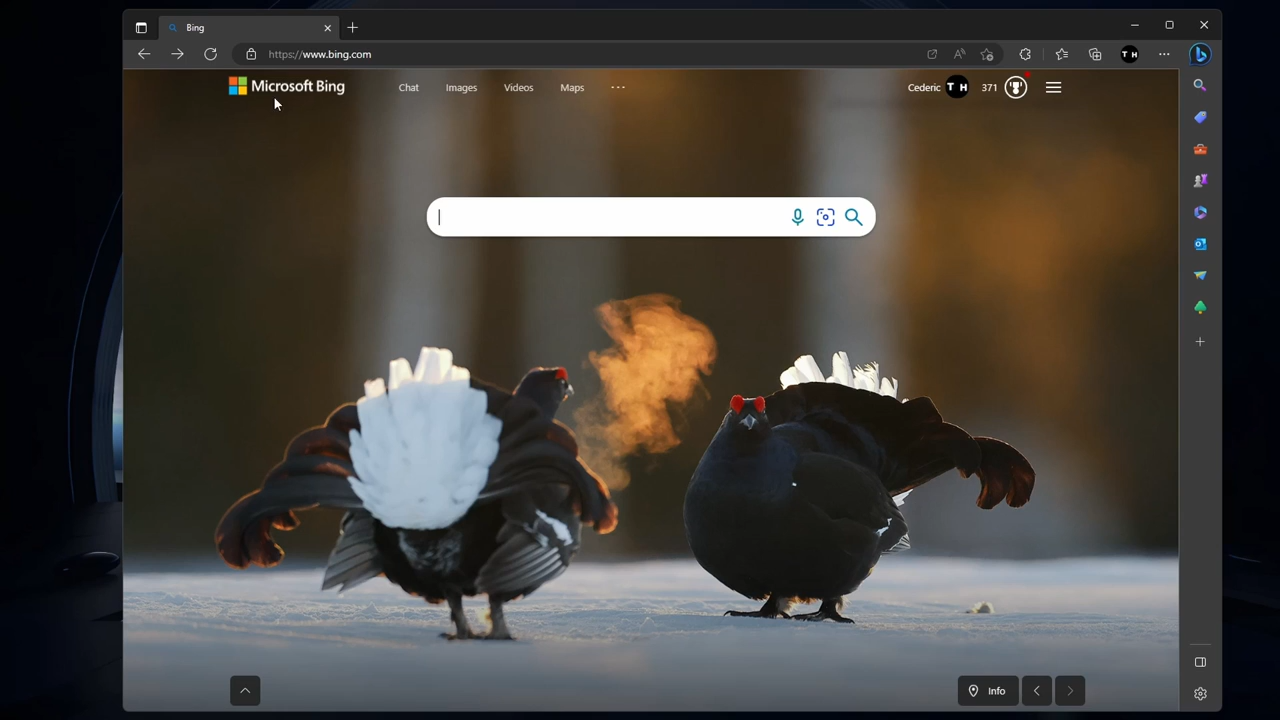 Bing
https://www.bing.com
T H
Microsoft Bing
Chat
Images
Videos
Maps
Cederic
T H
371
Info